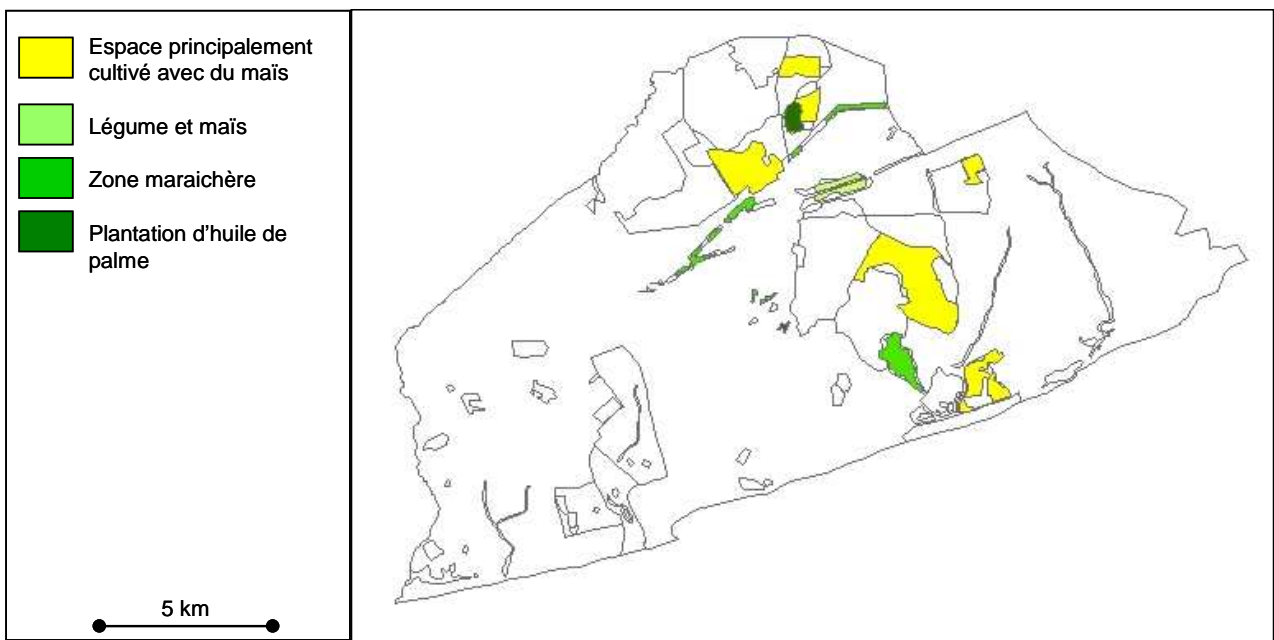 Espace principalement
cultivé avec du maïs
Légume et maïs
Zone maraichère
Plantation d'huile de
palme
5 km